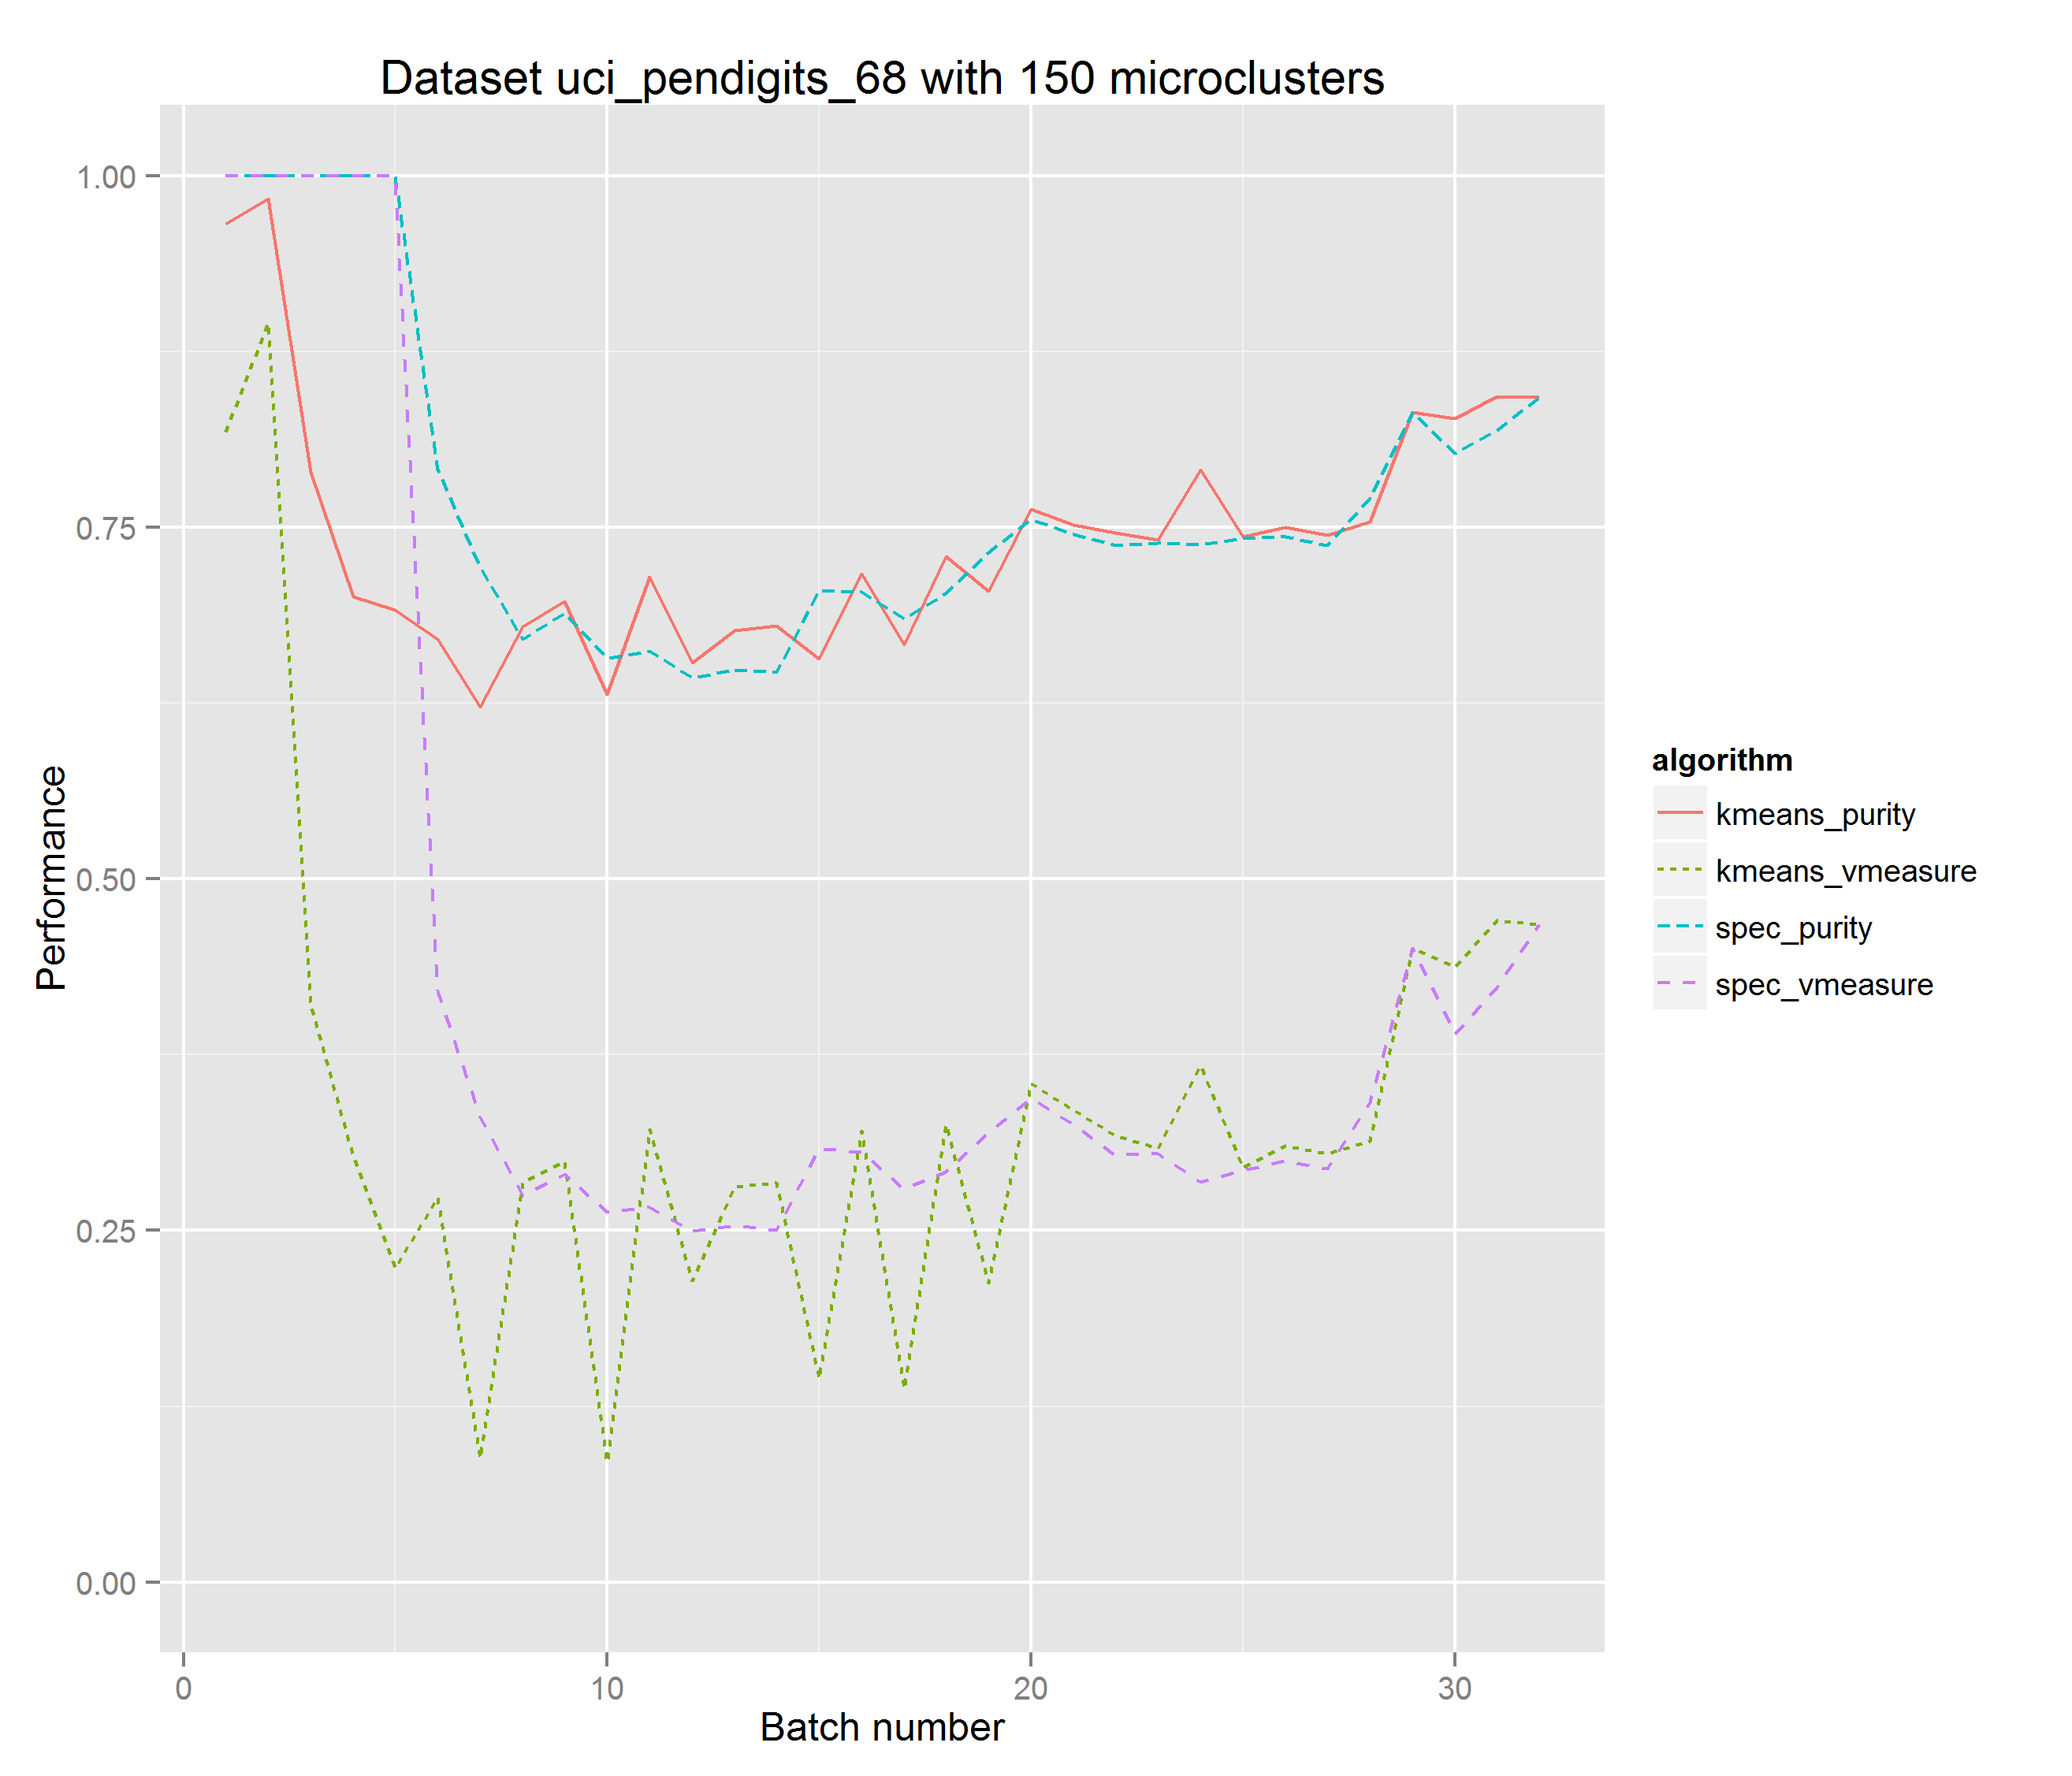 Dataset uci_pendigits_68 with 150 microclusters
1.00
0.75
0.50
0.25
0.00
Performance
0
10
20
30
Batch number
algorithm
kmeans_purity
kmeans_vmeasure
spec_purity
spec_vmeasure